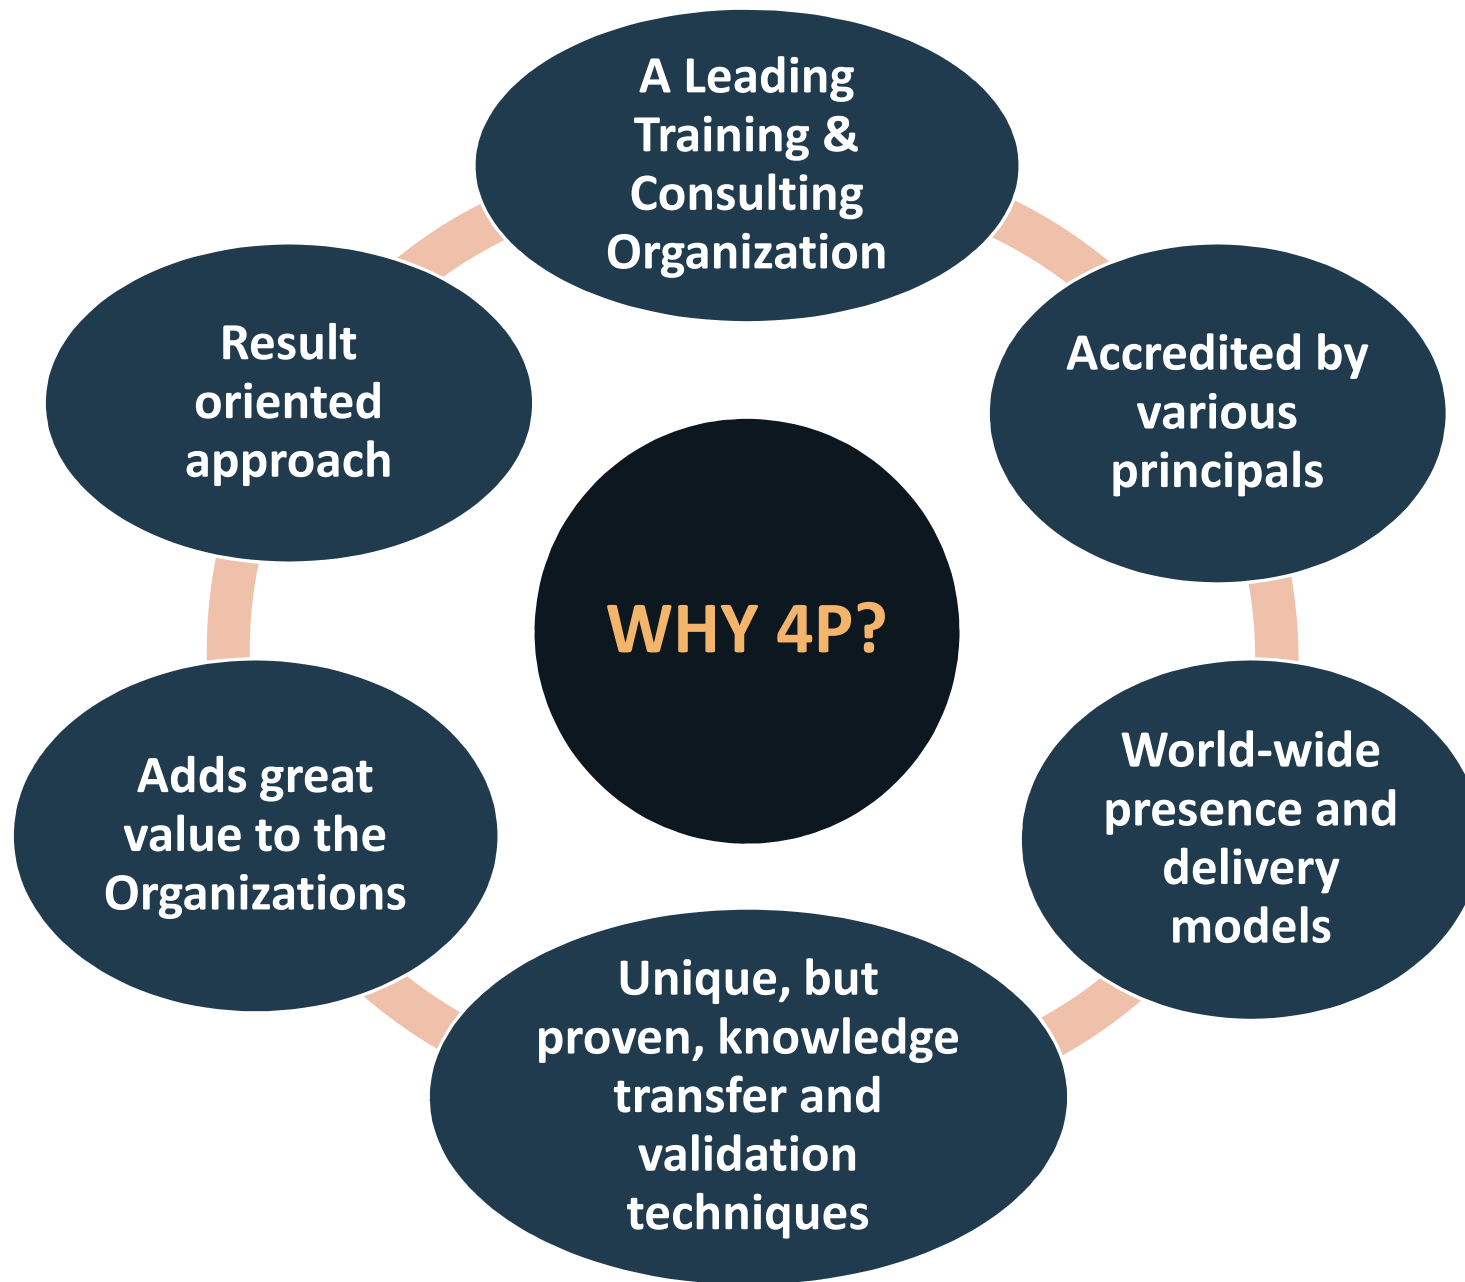 A Leading
Training &
Consulting
Organization
Accredited by
various
principals
World-wide
presence and
delivery
models
Unique, but
proven, knowledge
transfer and
validation
techniques
Adds great
value to the
Organizations
Result
oriented
approach
WHY 4P?